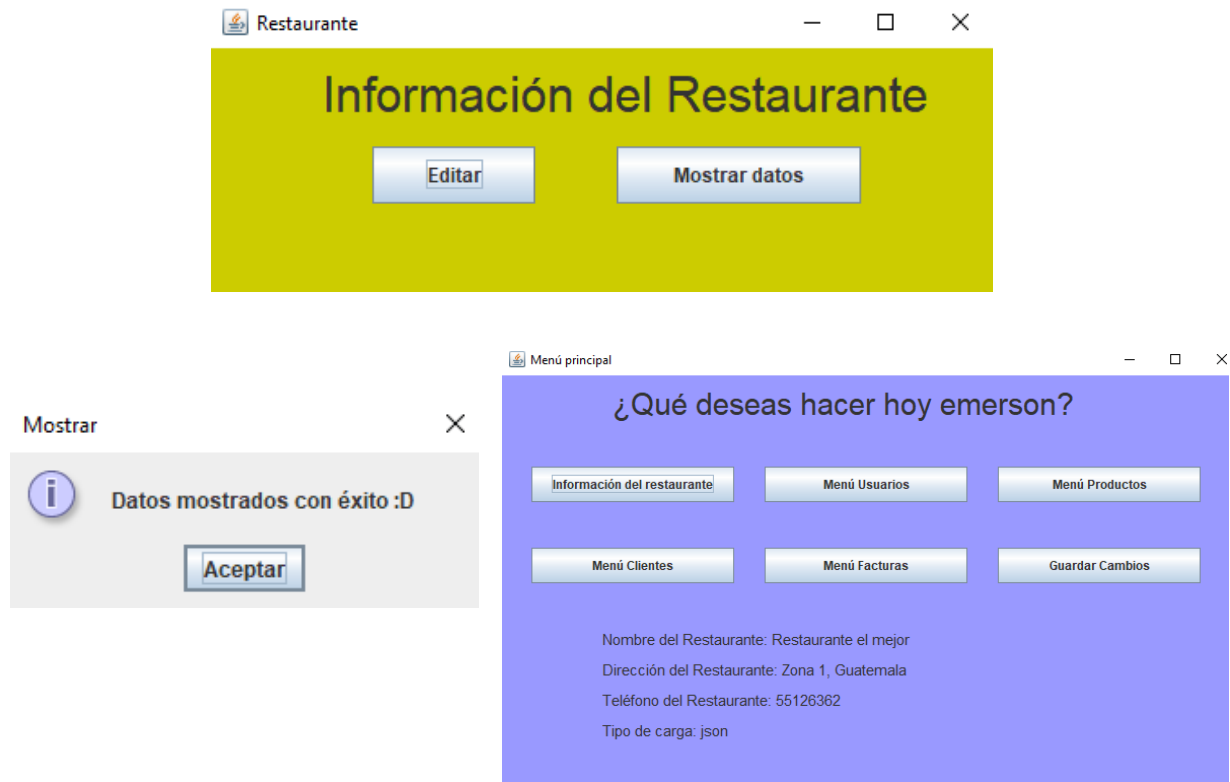 Restaurante
Información del Restaurante
Editar Mostrar datos
Mostrar
Datos mostrados con éxito :D
Aceptar
Menú principal
¿Qué deseas hacer hoy emerson?
Información del restaurante Menú Usuarios Menú Productos
Menú Clientes Menú Facturas Guardar Cambios
Nombre del Restaurante: Restaurante el mejor
Dirección del Restaurante: Zona 1, Guatemala
Teléfono del Restaurante: 55126362
Tipo de carga: json